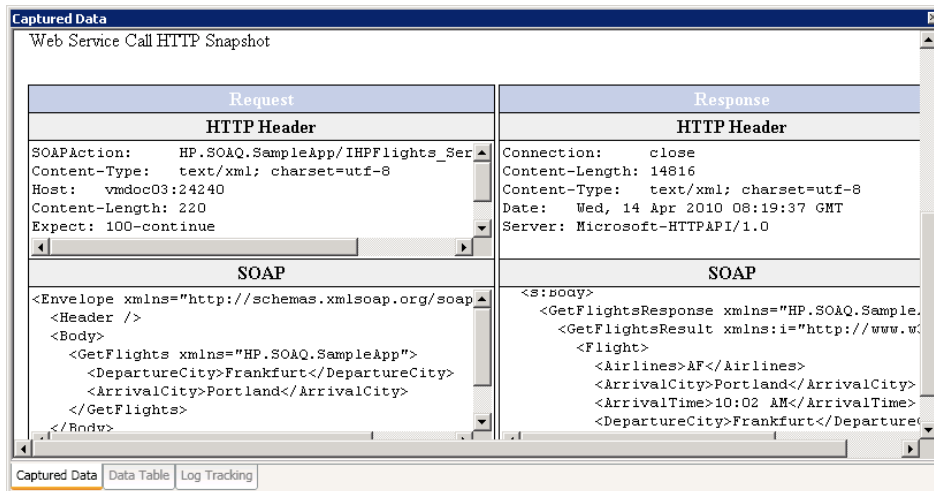 Captured Data
Web Service Call HTTP Snapshot
Request
HTTP Header
SOAPAction: HP.SOAQ.SampleApp/IHPFlights_Ser
Content-Type: text/xml; charset=utf-8
Host: vmdoc03:24240
Content-Length: 220
Expect: 100-continue
SOAP
<Envelope xmlns="http://schemas.xmlsoap.org/soap
<Header />
<Body>
<GetFlights xmlns="HP.SOAQ.SampleApp">
<DepartureCity>Frankfurt</DepartureCity>
<ArrivalCity>Portland</ArrivalCity>
</GetFlights>
</Body>
Response
HTTP Header
Connection: close
Content-Length: 14816
Content-Type: text/xml; charset=utf-8
Date: Wed, 14 Apr 2010 08:19:37 GMT
Server: Microsoft-HTTPAPI/1.0
SOAP
<s:Body>
<GetFlightsResponse xmlns="HP.SOAQ.Sample.
<GetFlightsResult xmlns:i="http://www.w3
<Flight>
<Airlines>AF</Airlines>
<ArrivalCity>Portland</ArrivalCity>
<ArrivalTime>10:02 AM</ArrivalTime>
<DepartureCity>Frankfurt</Departure
Captured Data
Data Table
Log Tracking